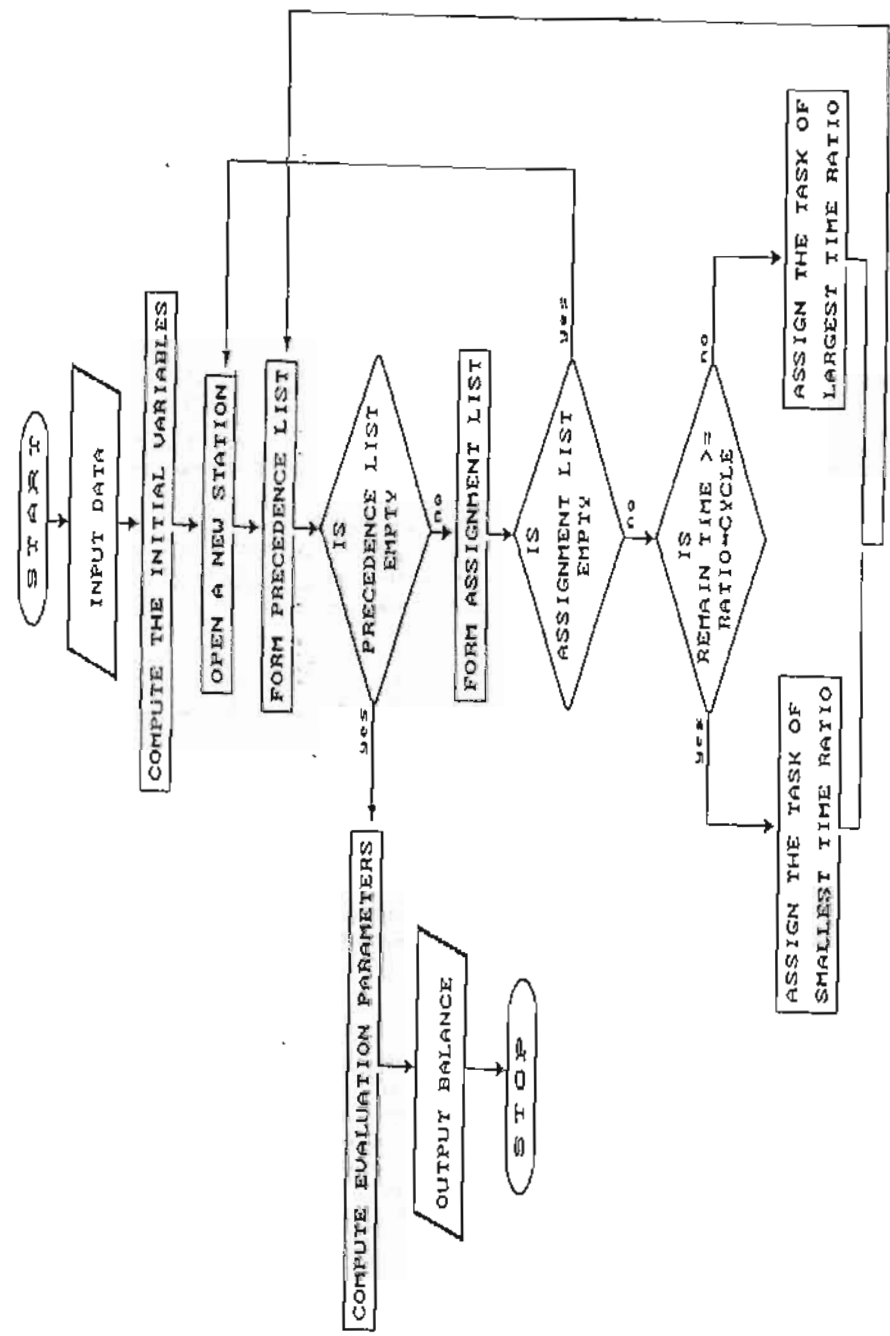 START
INPUT DATA
COMPUTE THE INITIAL VARIABLES
OPEN A NEW STATION
FORM PRECEDENCE LIST
IS
PRECEDENCE LIST
EMPTY
yes
no
COMPUTE EVALUATION PARAMETERS
OUTPUT BALANCE
STOP
FORM ASSIGNMENT LIST
IS
ASSIGNMENT LIST
EMPTY
yes
no
IS
REMAIN TIME >=
RATIO*CYCLE
yes
no
ASSIGN THE TASK OF
SMALLEST TIME RATIO
ASSIGN THE TASK OF
LARGEST TIME RATIO